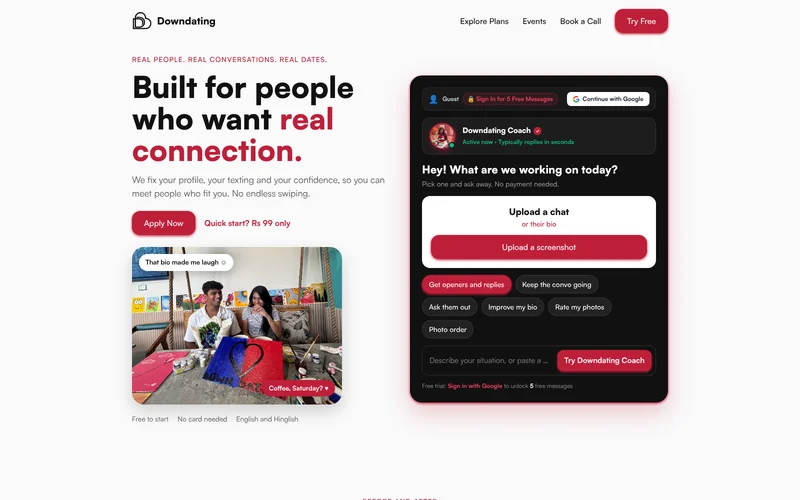 Downdating
Explore Plans
Events
Book a Call
Try Free
REAL PEOPLE. REAL CONVERSATIONS. REAL DATES.
Built for people
who want real
connection.
We fix your profile, your texting and your confidence, so you can
meet people who fit you. No endless swiping.
Apply Now
Quick start? Rs 99 only
That bio made me laugh
Coffee, Saturday? ♥
Free to start
No card needed
English and Hinglish
Guest
Sign In for 5 Free Messages
Continue with Google
Downdating Coach
Active now • Typically replies in seconds
Hey! What are we working on today?
Pick one and ask away. No payment needed.
Upload a chat
or their bio
Upload a screenshot
Get openers and replies
Keep the convo going
Ask them out
Improve my bio
Rate my photos
Photo order
Describe your situation, or paste a ...
Try Downdating Coach
Free trial: Sign in with Google to unlock 5 free messages